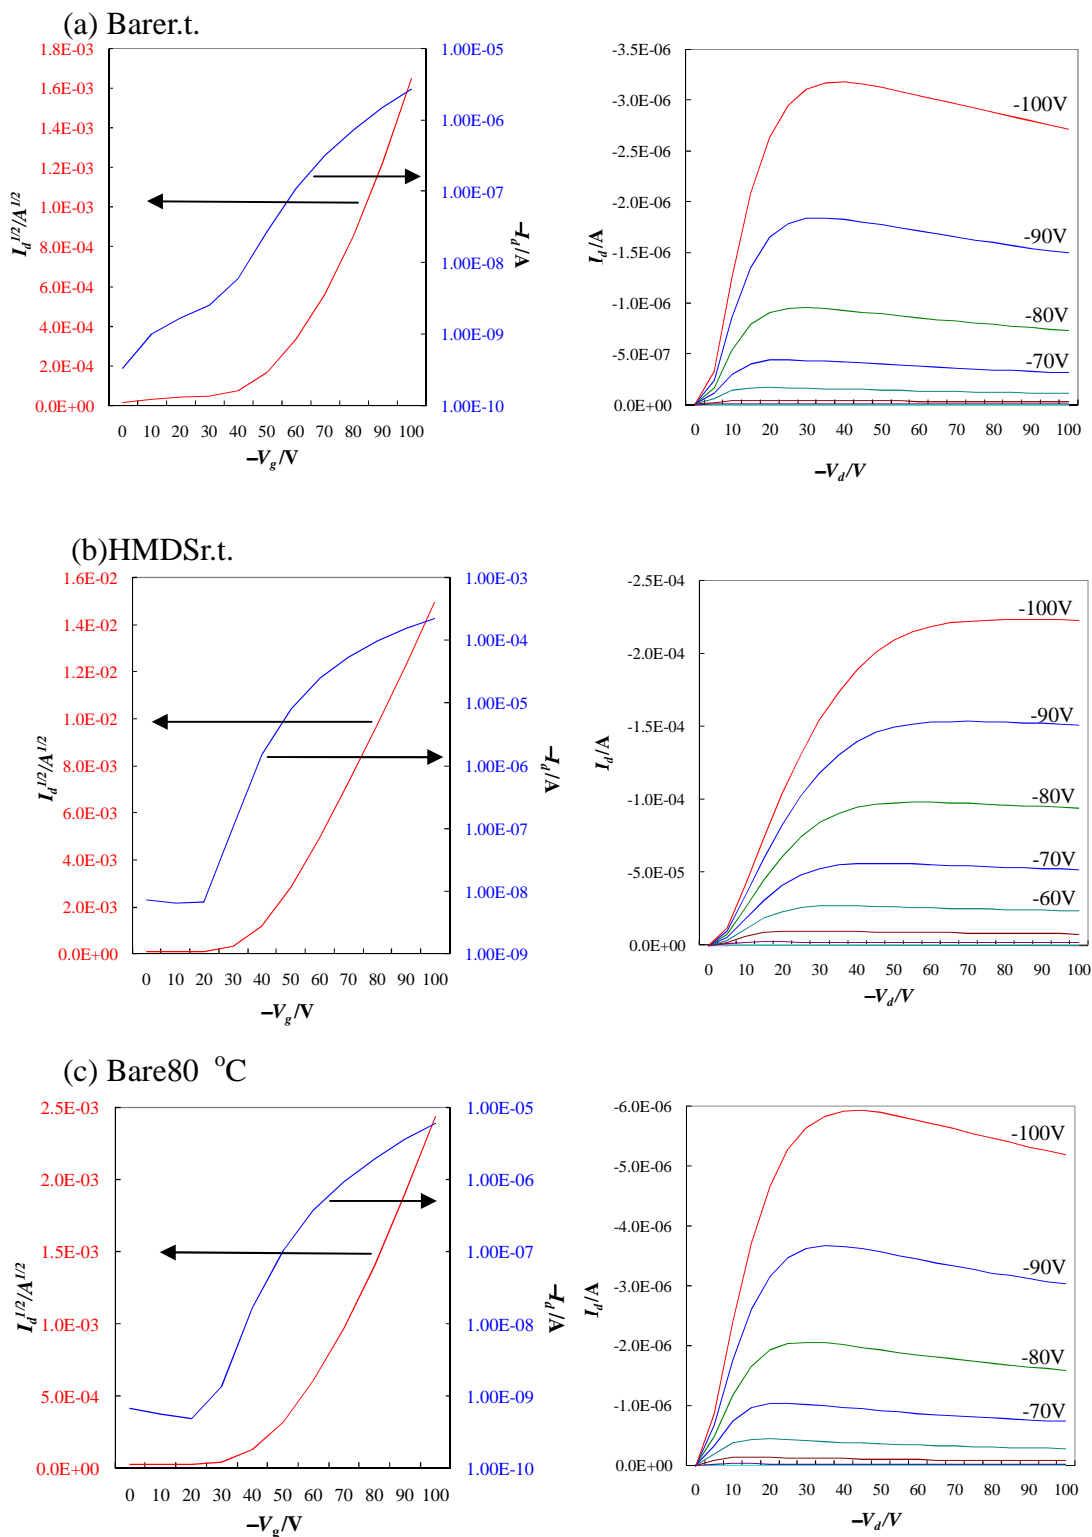 (a) Barer.t.
1.8E-03
1.6E-03
1.4E-03
1.2E-03
1.0E-03
8.0E-04
6.0E-04
4.0E-04
2.0E-04
0.0E+00
I_d^1/2/A^1/2
1.00E-05
1.00E-06
1.00E-07
1.00E-08
1.00E-09
1.00E-10
–I_d/A
0 10 20 30 40 50 60 70 80 90 100
–V_g/V
-3.5E-06
-3.0E-06
-2.5E-06
-2.0E-06
-1.5E-06
-1.0E-06
-5.0E-07
0.0E+00
I_d/A
-100V
-90V
-80V
-70V
0 10 20 30 40 50 60 70 80 90 100
–V_d/V
(b)HMDSr.t.
1.6E-02
1.4E-02
1.2E-02
1.0E-02
8.0E-03
6.0E-03
4.0E-03
2.0E-03
0.0E+00
I_d^1/2/A^1/2
1.00E-03
1.00E-04
1.00E-05
1.00E-06
1.00E-07
1.00E-08
1.00E-09
–I_d/A
0 10 20 30 40 50 60 70 80 90 100
–V_g/V
-2.5E-04
-2.0E-04
-1.5E-04
-1.0E-04
-5.0E-05
0.0E+00
I_d/A
-100V
-90V
-80V
-70V
-60V
0 10 20 30 40 50 60 70 80 90 100
–V_d/V
(c) Bare80 °C
2.5E-03
2.0E-03
1.5E-03
1.0E-03
5.0E-04
0.0E+00
I_d^1/2/A^1/2
1.00E-05
1.00E-06
1.00E-07
1.00E-08
1.00E-09
1.00E-10
–I_d/A
0 10 20 30 40 50 60 70 80 90 100
–V_g/V
-6.0E-06
-5.0E-06
-4.0E-06
-3.0E-06
-2.0E-06
-1.0E-06
0.0E+00
I_d/A
-100V
-90V
-80V
-70V
0 10 20 30 40 50 60 70 80 90 100
–V_d/V